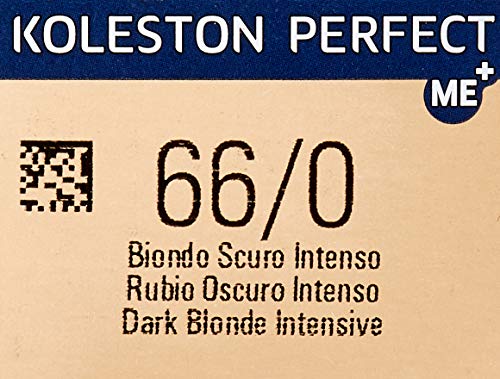 KOLESTON PERFECT
ME+
66/0
Biondo Scuro Intenso
Rubio Oscuro Intenso
Dark Blonde Intensive